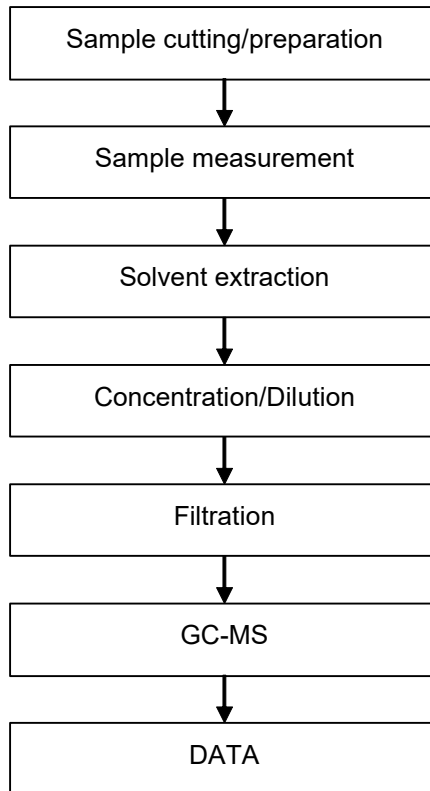 Sample cutting/preparation
Sample measurement
Solvent extraction
Concentration/Dilution
Filtration
GC-MS
DATA